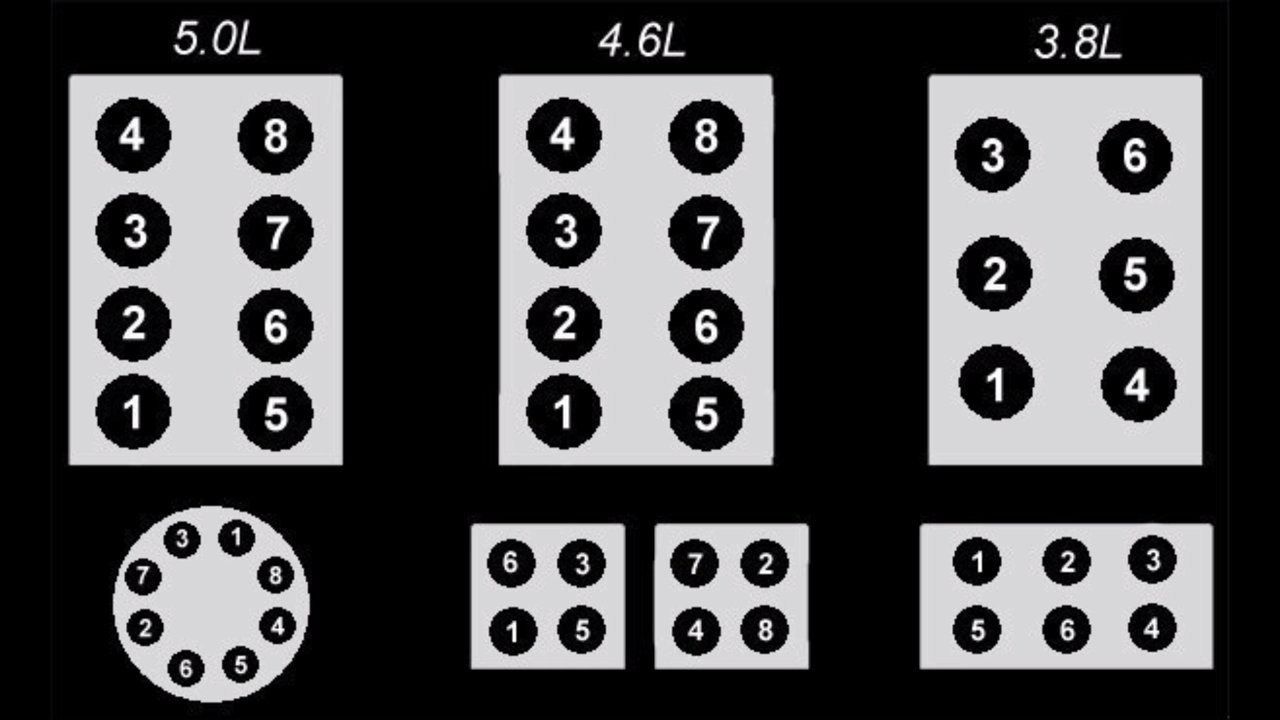 5.0L 4.6L 3.8L
4 8 4 8 3 6
3 7 3 7 2 5
2 6 2 6 1 4
1 5 1 5
3 1 6 3 7 2 1 2 3
7 8
2 4 1 5 4 8 5 6 4
6 5